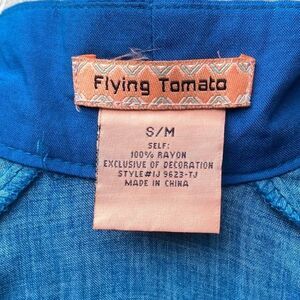 Flying Tomato
S/M
SELF:
100% RAYON
EXCLUSIVE OF DECORATION
STYLE#IJ 9623-TJ
MADE IN CHINA